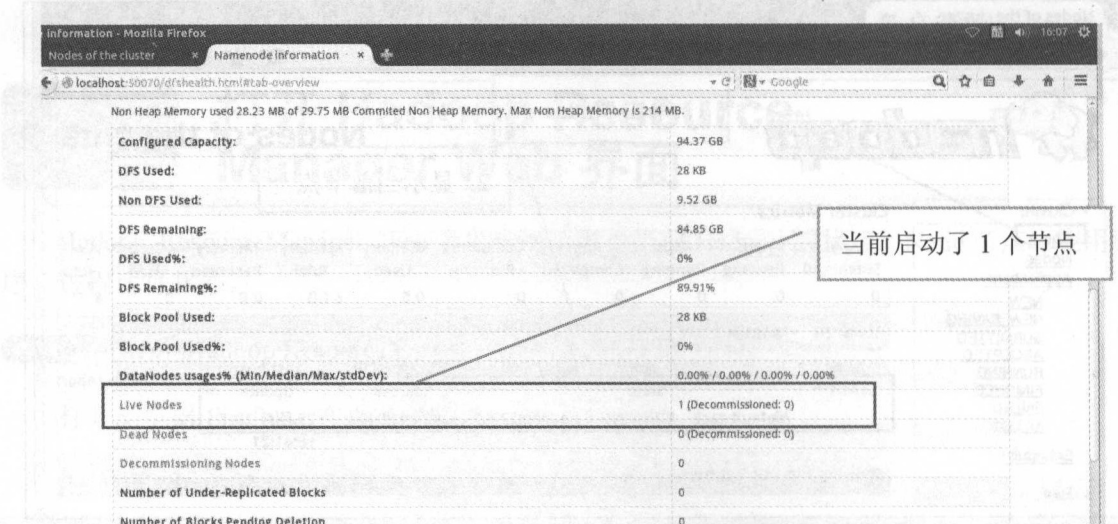 information - Mozilla Firefox
16:07
Nodes of the cluster × Namenode information ×
localhost:50070/dfshealth.html#tab-overview Google
Non Heap Memory used 28.23 MB of 29.75 MB Commited Non Heap Memory. Max Non Heap Memory is 214 MB.
Configured Capacity: 94.37 GB
DFS Used: 28 KB
Non DFS Used: 9.52 GB
DFS Remaining: 84.85 GB
DFS Used%: 0%
DFS Remaining%: 89.91%
Block Pool Used: 28 KB
Block Pool Used%: 0%
DataNodes usages% (Min/Median/Max/stdDev): 0.00% / 0.00% / 0.00% / 0.00%
Live Nodes 1 (Decommissioned: 0)
Dead Nodes 0 (Decommissioned: 0)
Decommissioning Nodes 0
Number of Under-Replicated Blocks 0
Number of Blocks Pending Deletion 0
当前启动了 1 个节点